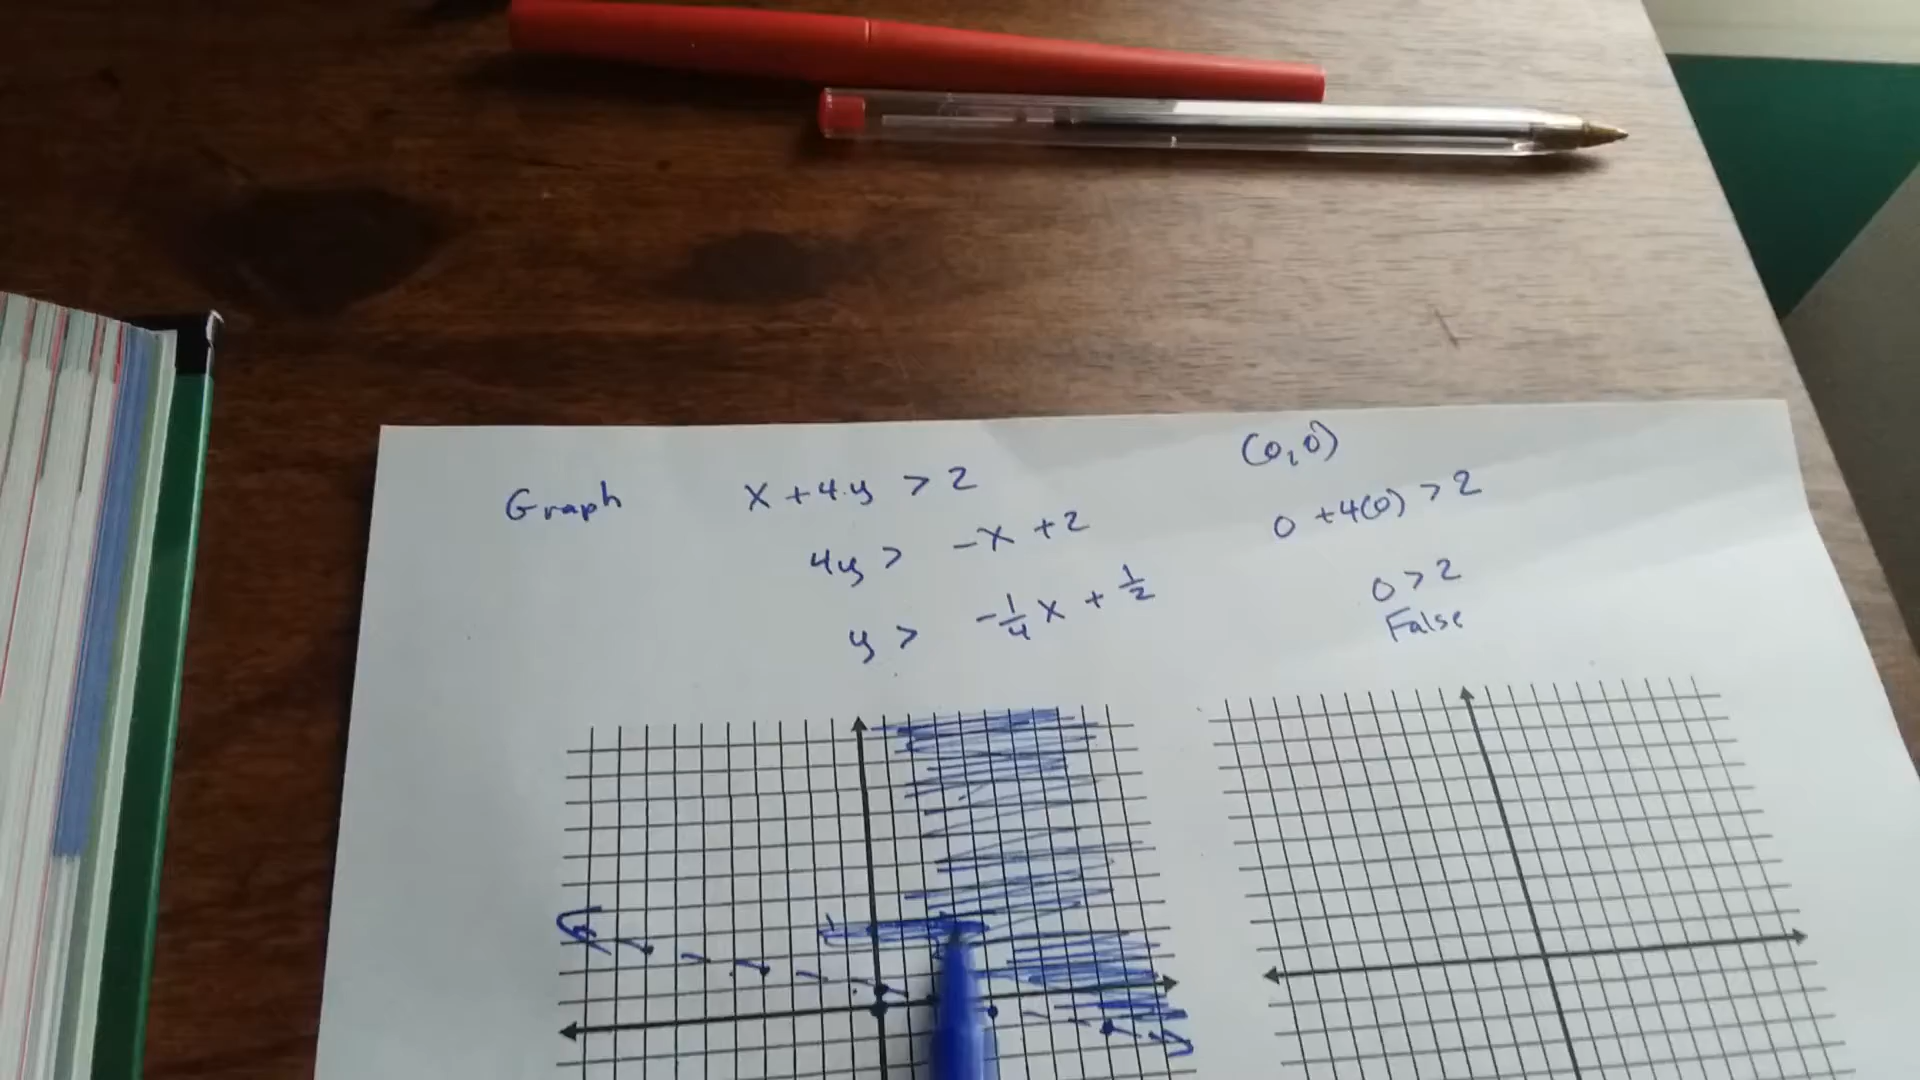 Graph x + 4y > 2
4y > -x + 2
y > -1/4 x + 1/2
(0,0)
0 + 4(0) > 2
0 > 2
False